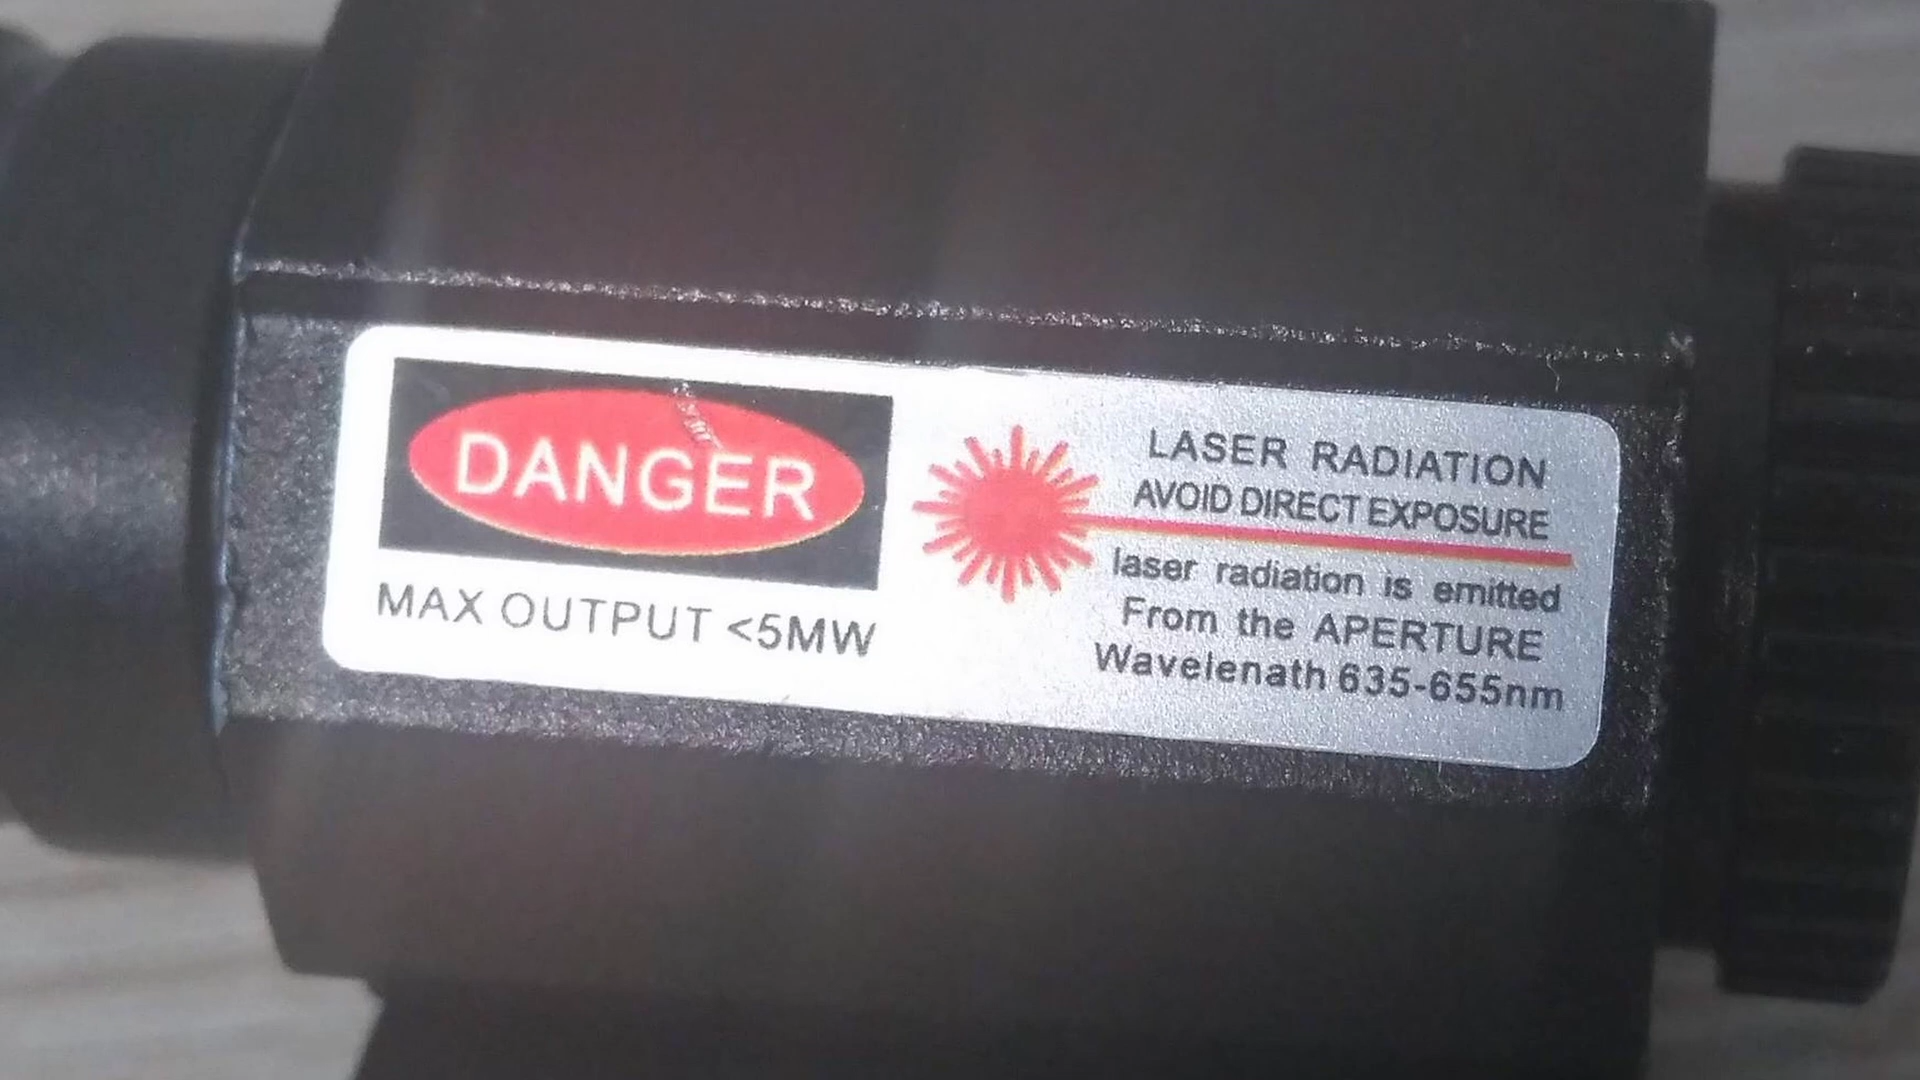 DANGER
MAX OUTPUT <5MW
LASER RADIATION
AVOID DIRECT EXPOSURE
laser radiation is emitted
From the APERTURE
Wavelenath 635-655nm